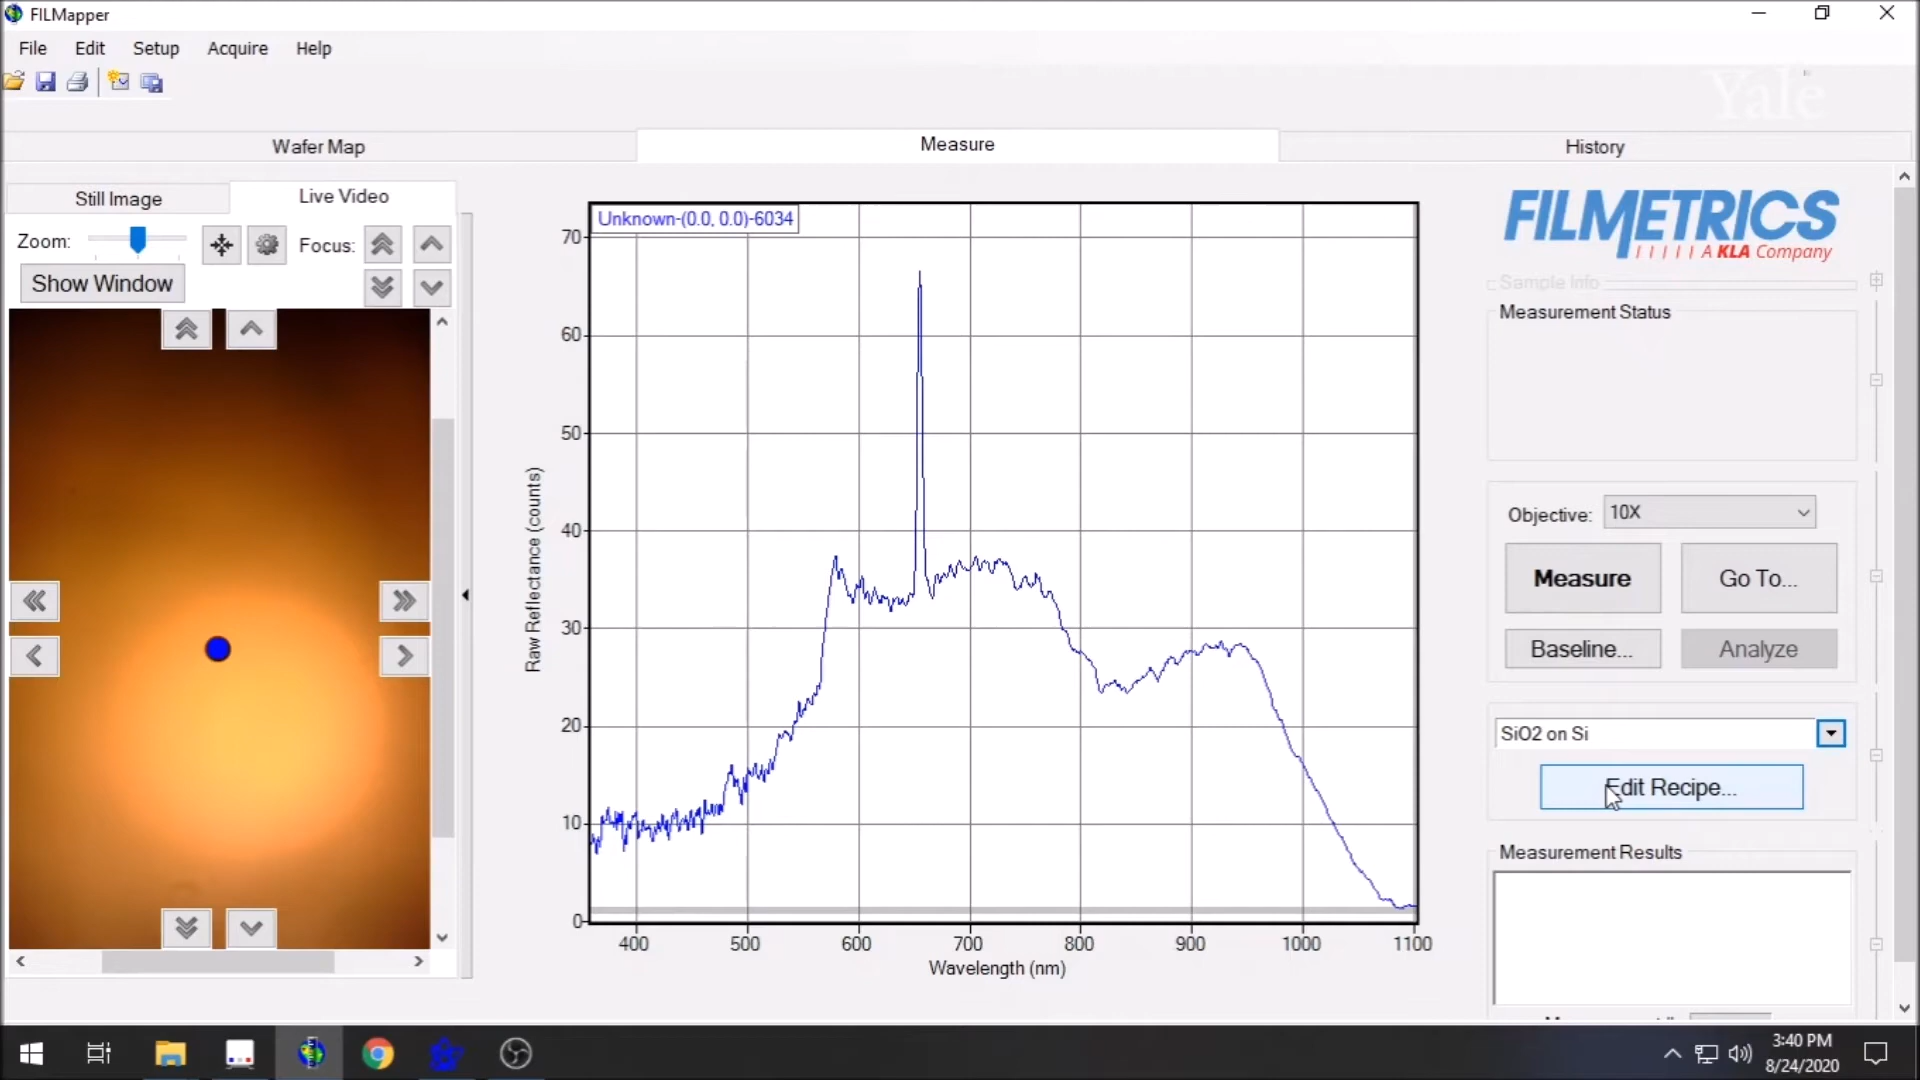 FILMapper
File Edit Setup Acquire Help
Yale
Wafer Map Measure History
Still Image Live Video
Zoom: Focus:
Show Window
Unknown-(0.0, 0.0)-6034
70
60
50
40
30
20
10
0
Raw Reflectance (counts)
400 500 600 700 800 900 1000 1100
Wavelength (nm)
FILMETRICS
A KLA Company
Sample Info
Measurement Status
Objective: 10X
Measure Go To...
Baseline... Analyze
SiO2 on Si
Edit Recipe...
Measurement Results
3:40 PM
8/24/2020